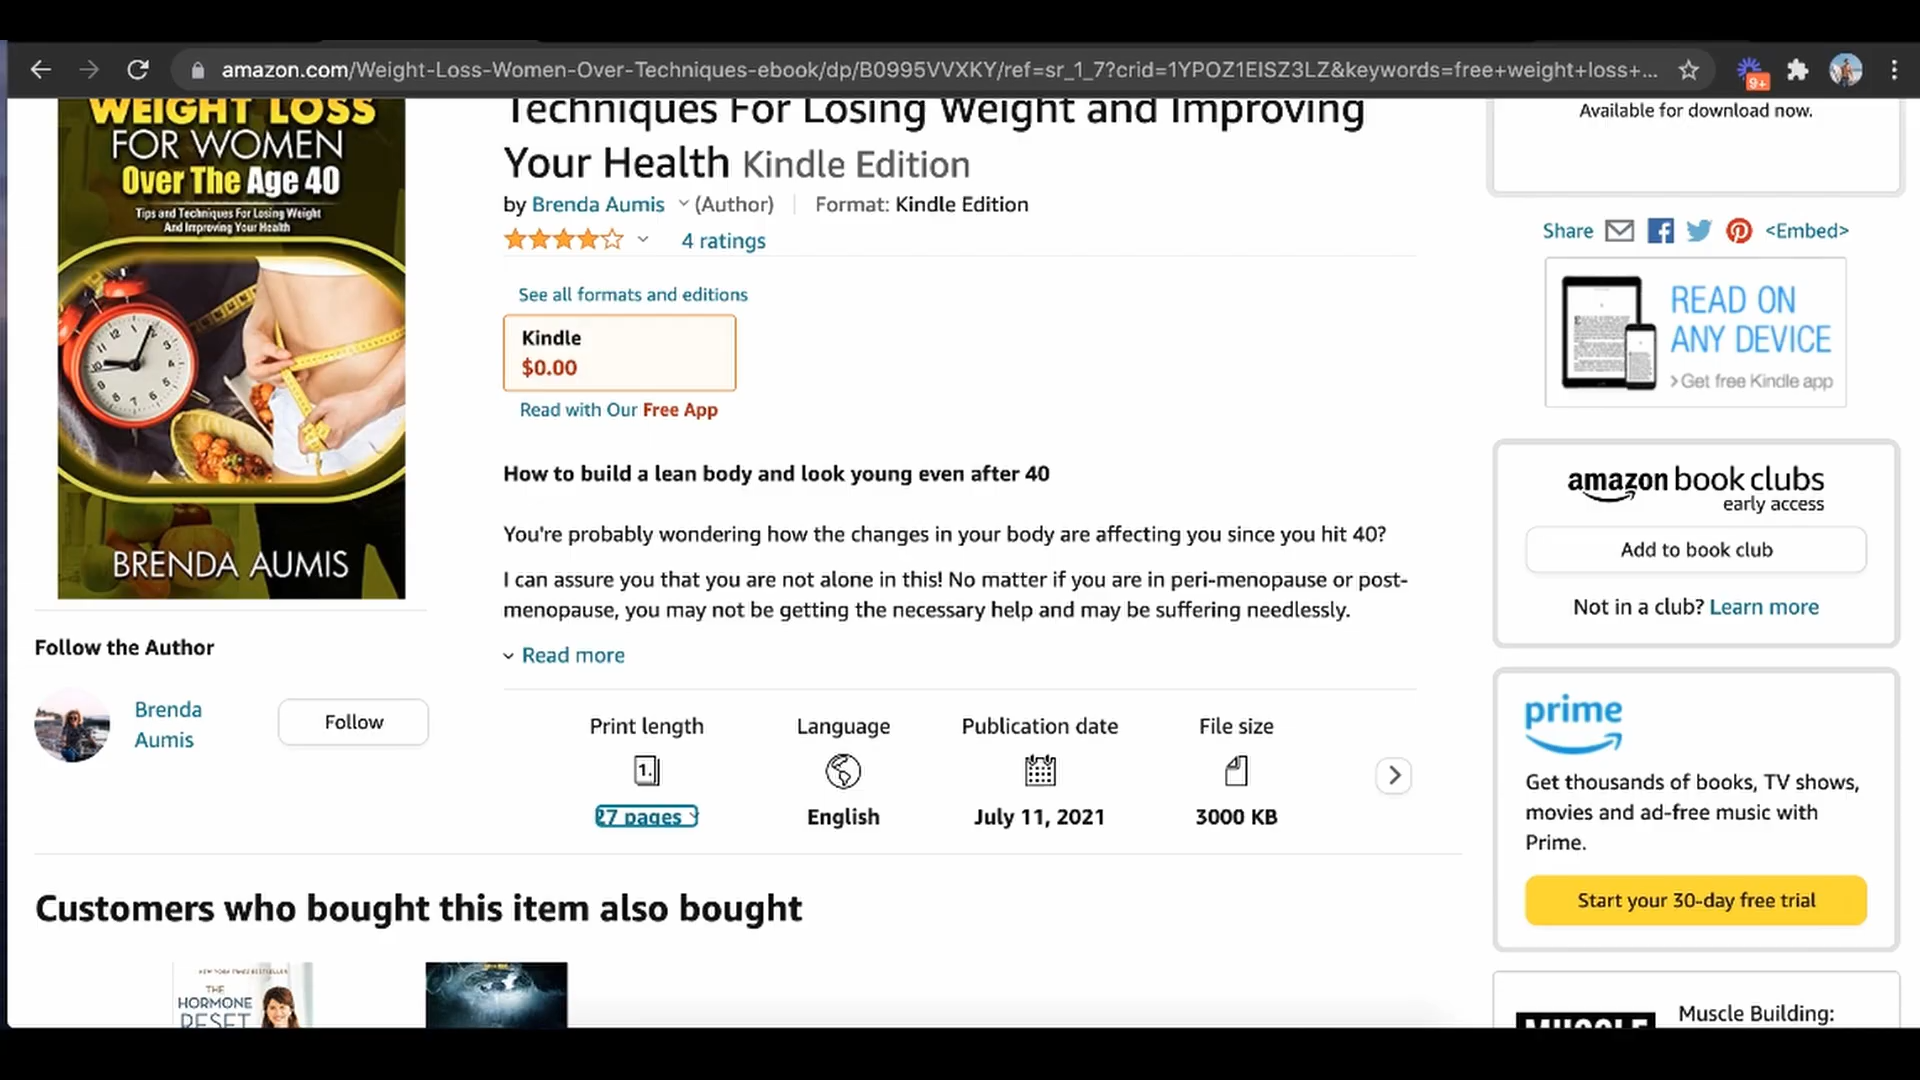 amazon.com/Weight-Loss-Women-Over-Techniques-ebook/dp/B0995VVXKY/ref=sr_1_7?crid=1YPOZ1EISZ3LZ&keywords=free+weight+loss+...
9+
WEIGHT LOSS
FOR WOMEN
Over The Age 40
Tips and Techniques For Losing Weight
And Improving Your Health
BRENDA AUMIS
Follow the Author
Brenda
Aumis
Follow
Techniques For Losing Weight and Improving
Your Health Kindle Edition
by Brenda Aumis (Author) Format: Kindle Edition
4 ratings
See all formats and editions
Kindle
$0.00
Read with Our Free App
How to build a lean body and look young even after 40
You're probably wondering how the changes in your body are affecting you since you hit 40?
I can assure you that you are not alone in this! No matter if you are in peri-menopause or post-
menopause, you may not be getting the necessary help and may be suffering needlessly.
Read more
Print length
1.
27 pages
Language
English
Publication date
July 11, 2021
File size
3000 KB
Available for download now.
Share <Embed>
READ ON
ANY DEVICE
>Get free Kindle app
amazon book clubs
early access
Add to book club
Not in a club? Learn more
prime
Get thousands of books, TV shows,
movies and ad-free music with
Prime.
Start your 30-day free trial
MUSCLE
Muscle Building:
Customers who bought this item also bought
NEW YORK TIMES BESTSELLER
THE
HORMONE
RESET